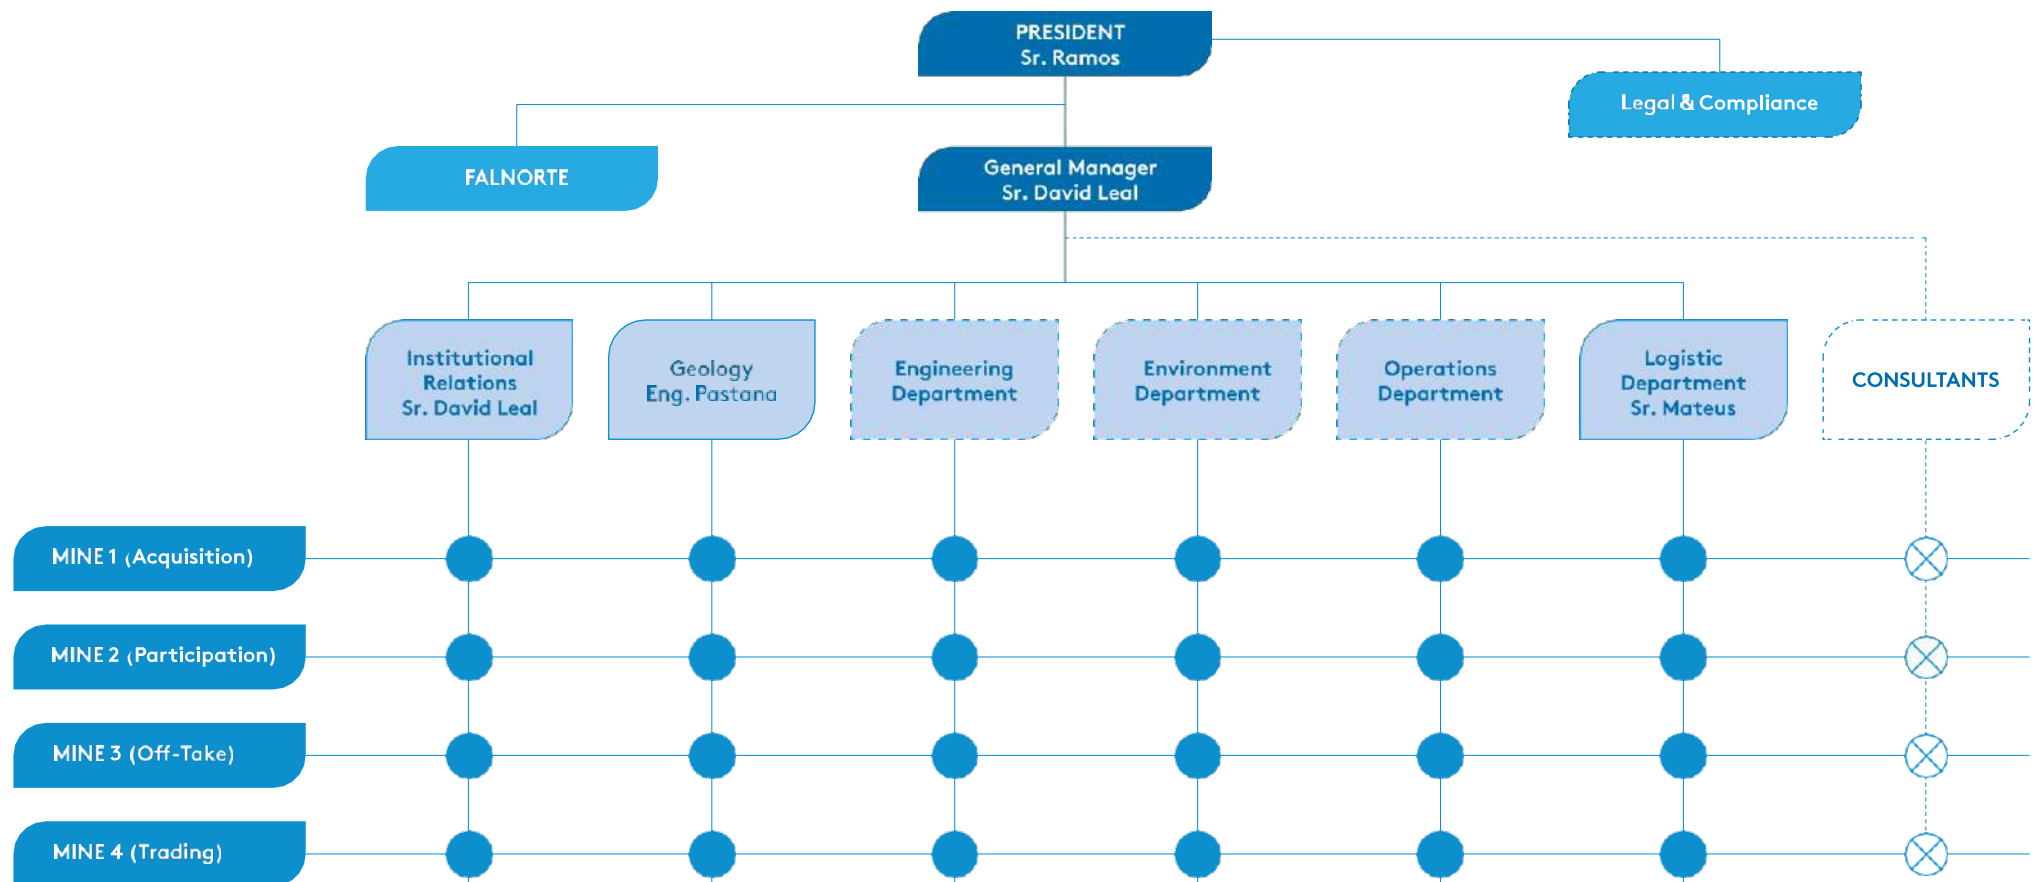 PRESIDENT
Sr. Ramos
Legal & Compliance
FALNORTE
General Manager
Sr. David Leal
Institutional
Relations
Sr. David Leal
Geology
Eng. Pastana
Engineering
Department
Environment
Department
Operations
Department
Logistic
Department
Sr. Mateus
CONSULTANTS
MINE 1 (Acquisition)
MINE 2 (Participation)
MINE 3 (Off-Take)
MINE 4 (Trading)